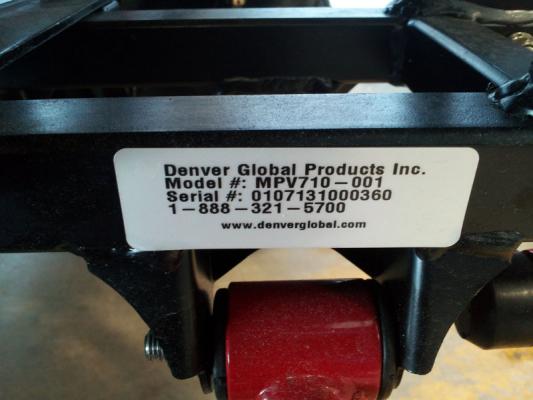 Denver Global Products Inc.
Model #: MPV710-001
Serial #: 0107131000360
1-888-321-5700
www.denverglobal.com